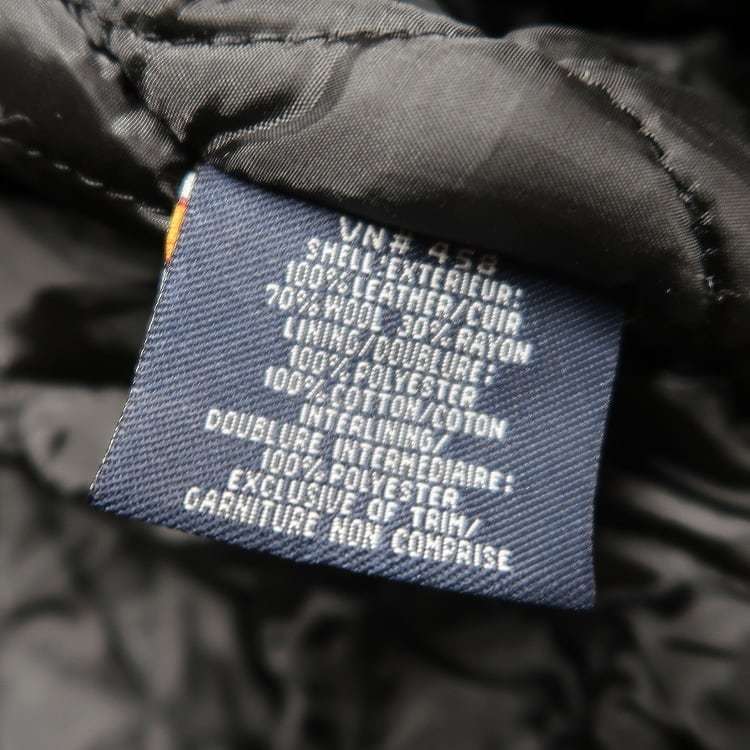 VN# 458
SHELL-EXTERIEUR:
100% LEATHER/CUIR
70% WOOL 30% RAYON
LINING/DOUBLURE:
100% POLYESTER
100% COTTON/COTON
INTERLINING/
DOUBLURE INTERMEDIAIRE:
100% POLYESTER
EXCLUSIVE OF TRIM/
GARNITURE NON COMPRISE